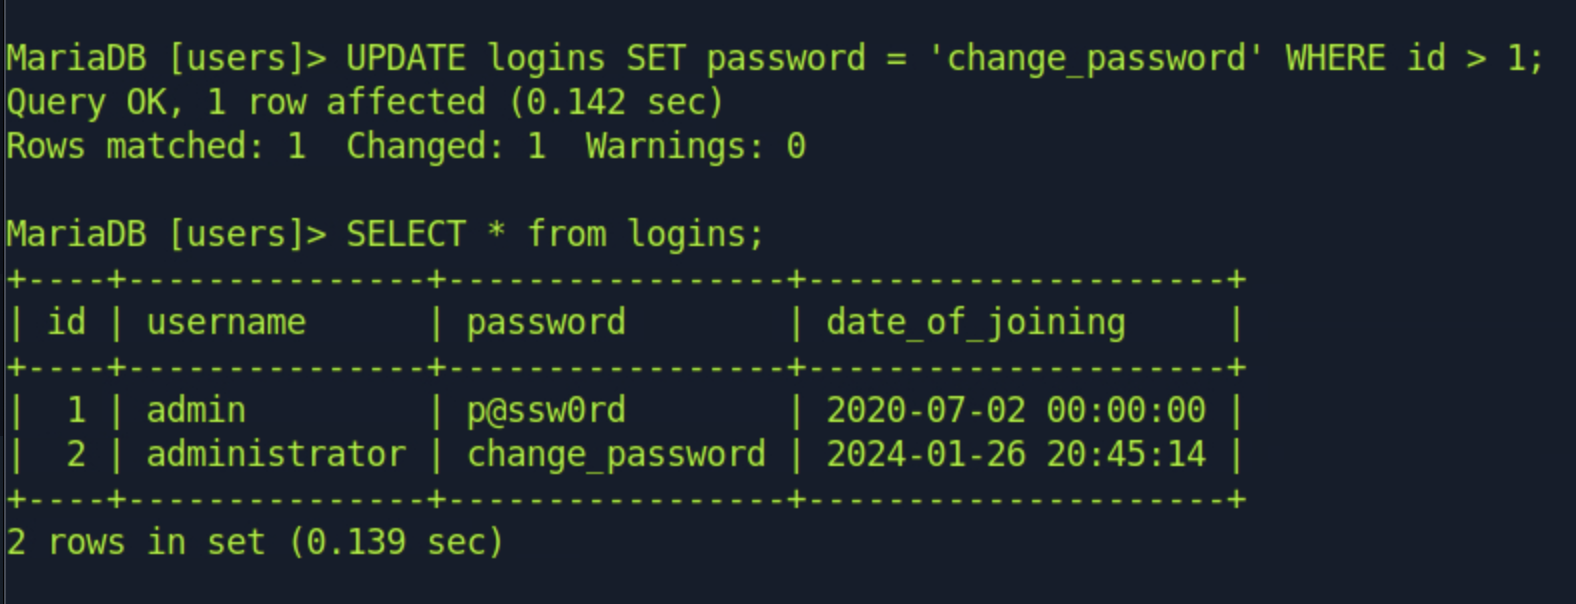 MariaDB [users]> UPDATE logins SET password = 'change_password' WHERE id > 1;
Query OK, 1 row affected (0.142 sec)
Rows matched: 1  Changed: 1  Warnings: 0
MariaDB [users]> SELECT * from logins;
+----+---------------+-----------------+---------------------+
| id | username      | password        | date_of_joining     |
+----+---------------+-----------------+---------------------+
|  1 | admin         | p@ssw0rd        | 2020-07-02 00:00:00 |
|  2 | administrator | change_password | 2024-01-26 20:45:14 |
+----+---------------+-----------------+---------------------+
2 rows in set (0.139 sec)